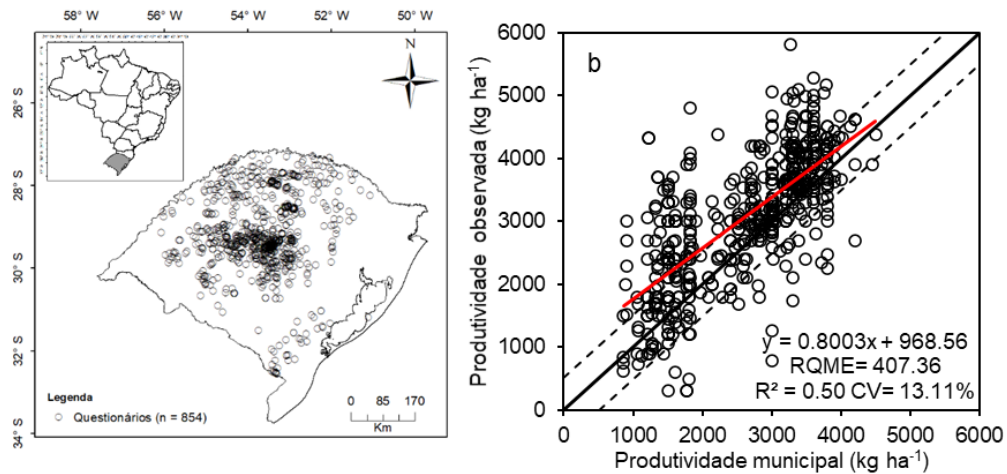 58° W 56° W 54° W 52° W 50° W
N
26° S
28° S
30° S
32° S
34° S
Legenda
Questionários (n = 854)
0 85 170
Km
b
Produtividade observada (kg ha⁻¹)
6000
5000
4000
3000
2000
1000
0
y = 0.8003x + 968.56
RQME= 407.36
R² = 0.50 CV= 13.11%
0 1000 2000 3000 4000 5000 6000
Produtividade municipal (kg ha⁻¹)